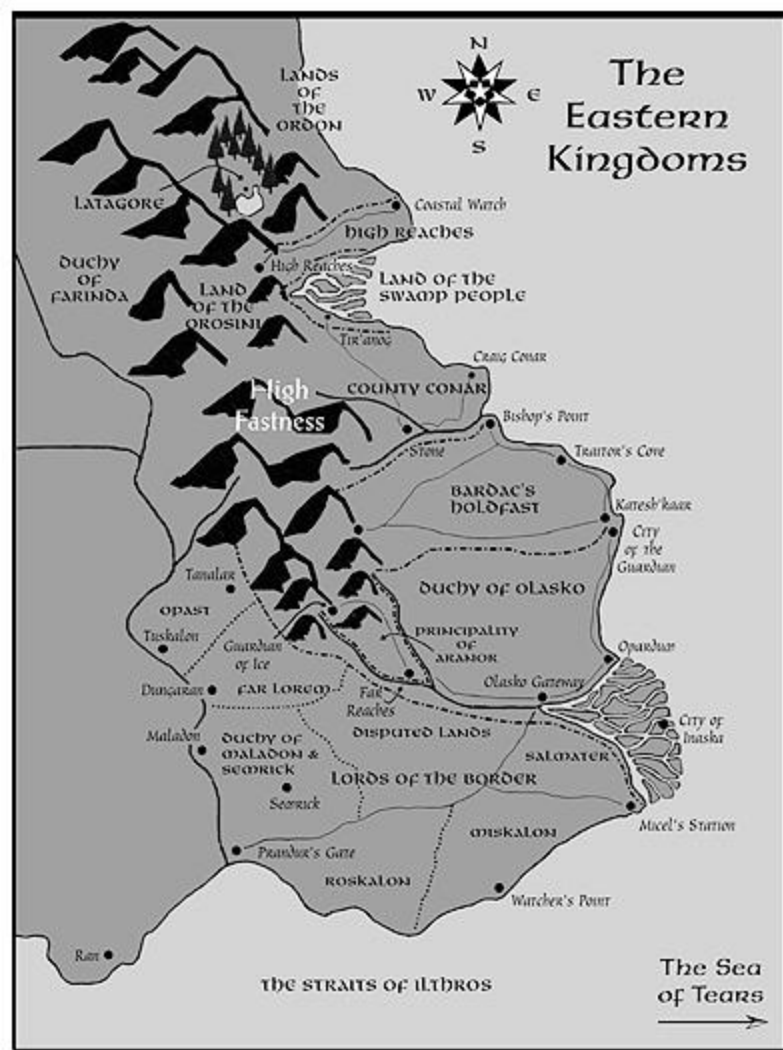 The
Eastern
Kingdoms
N
W
E
S
Lands
of
the
Ordon
Latagore
Coastal Watch
High Reaches
Duchy
of
Farinda
High Reaches
Land
of the
Orosini
Land of the
Swamp People
Tir'anog
Craig Conar
County Conar
High
Fastness
Bishop's Point
Stone
Traitor's Cove
Bardac's
Holdfast
Katesh'kaar
City
of the
Guardian
Tanalar
Opast
Duchy of Olasko
Tuskalon
Guardian
of Ice
Principality
of
Aranor
Opardum
Dungaran
Far Lorem
Far
Reaches
Olasko Gateway
City of
Inaska
Maladon
Duchy of
Maladon &
Semrick
Disputed Lands
Salmater
Lords of the Border
Semrick
Micel's Station
Miskalon
Prandur's Gate
Roskalon
Watcher's Point
Ran
The Straits of Ilthros
The Sea
of Tears